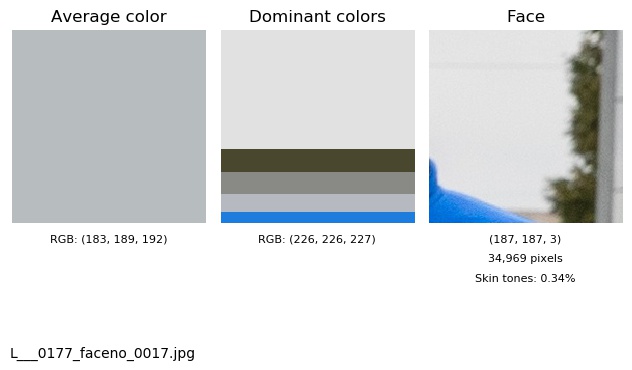 Average color
Dominant colors
Face
RGB: (183, 189, 192)
RGB: (226, 226, 227)
(187, 187, 3)
34,969 pixels
Skin tones: 0.34%
L___0177_faceno_0017.jpg